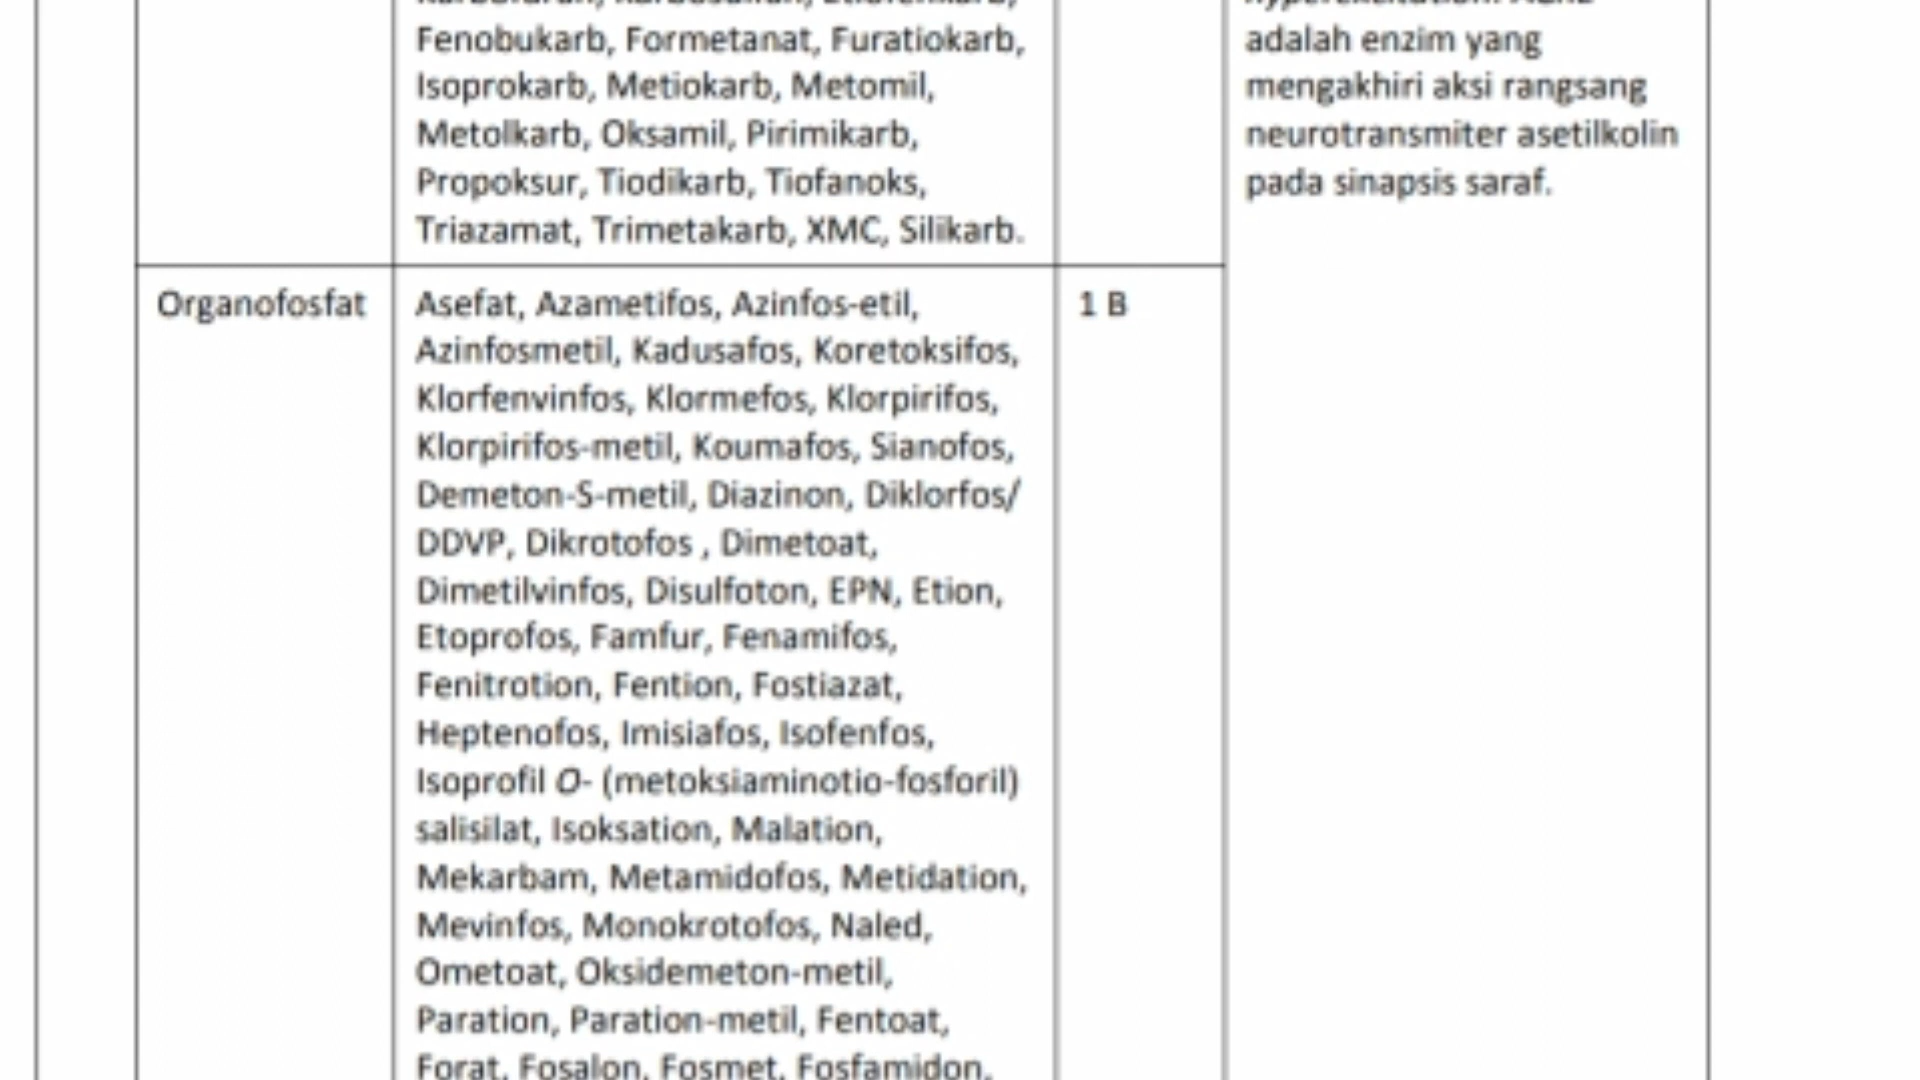 Fenobukarb, Formetanat, Furatiokarb,
Isoprokarb, Metiokarb, Metomil,
Metolkarb, Oksamil, Pirimikarb,
Propoksur, Tiodikarb, Tiofanoks,
Triazamat, Trimetakarb, XMC, Silikarb.
adalah enzim yang
mengakhiri aksi rangsang
neurotransmiter asetilkolin
pada sinapsis saraf.
Organofosfat
Asefat, Azametifos, Azinfos-etil,
Azinfosmetil, Kadusafos, Koretoksifos,
Klorfenvinfos, Klormefos, Klorpirifos,
Klorpirifos-metil, Koumafos, Sianofos,
Demeton-S-metil, Diazinon, Diklorfos/
DDVP, Dikrotofos , Dimetoat,
Dimetilvinfos, Disulfoton, EPN, Etion,
Etoprofos, Famfur, Fenamifos,
Fenitrotion, Fention, Fostiazat,
Heptenofos, Imisiafos, Isofenfos,
Isoprofil O- (metoksiaminotio-fosforil)
salisilat, Isoksation, Malation,
Mekarbam, Metamidofos, Metidation,
Mevinfos, Monokrotofos, Naled,
Ometoat, Oksidemeton-metil,
Paration, Paration-metil, Fentoat,
Forat, Fosalon, Fosmet, Fosfamidon,
1 B